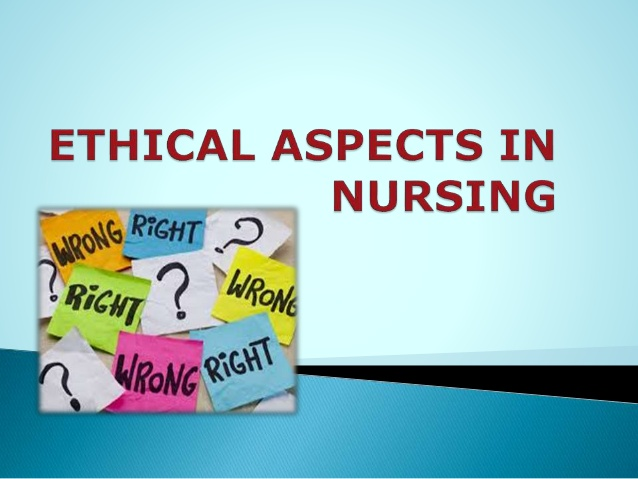 ETHICAL ASPECTS IN
NURSING
WRONG
RIGHT
?
?
RIGHT
?
WRONG
?
WRONG
RIGHT